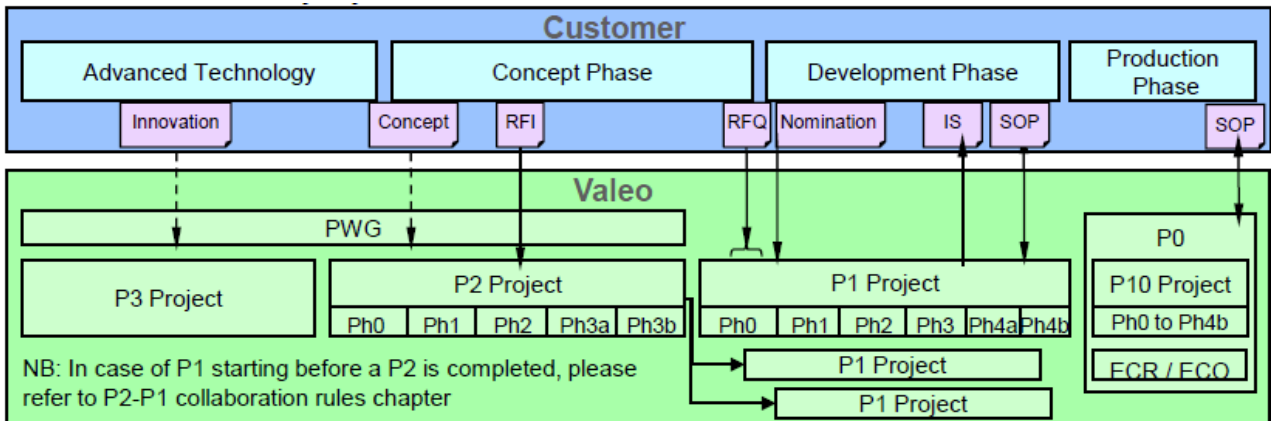 Customer
Advanced Technology
Concept Phase
Development Phase
Production
Phase
Innovation
Concept
RFI
RFQ
Nomination
IS
SOP
SOP
Valeo
PWG
P0
P3 Project
P2 Project
P1 Project
P10 Project
Ph0 Ph1 Ph2 Ph3a Ph3b
Ph0 Ph1 Ph2 Ph3 Ph4a Ph4b
Ph0 to Ph4b
P1 Project
ECR / ECO
P1 Project
NB: In case of P1 starting before a P2 is completed, please
refer to P2-P1 collaboration rules chapter